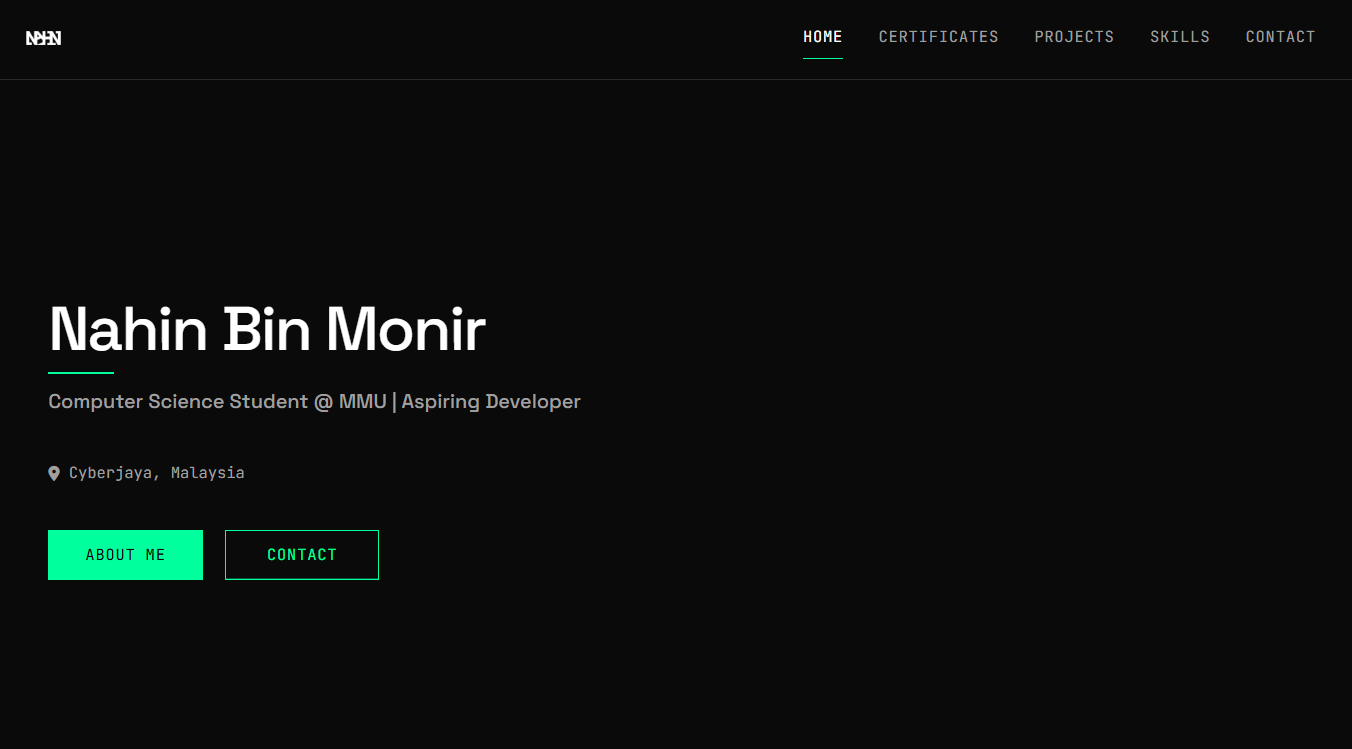 HOME CERTIFICATES PROJECTS SKILLS CONTACT
Nahin Bin Monir
Computer Science Student @ MMU | Aspiring Developer
Cyberjaya, Malaysia
ABOUT ME CONTACT